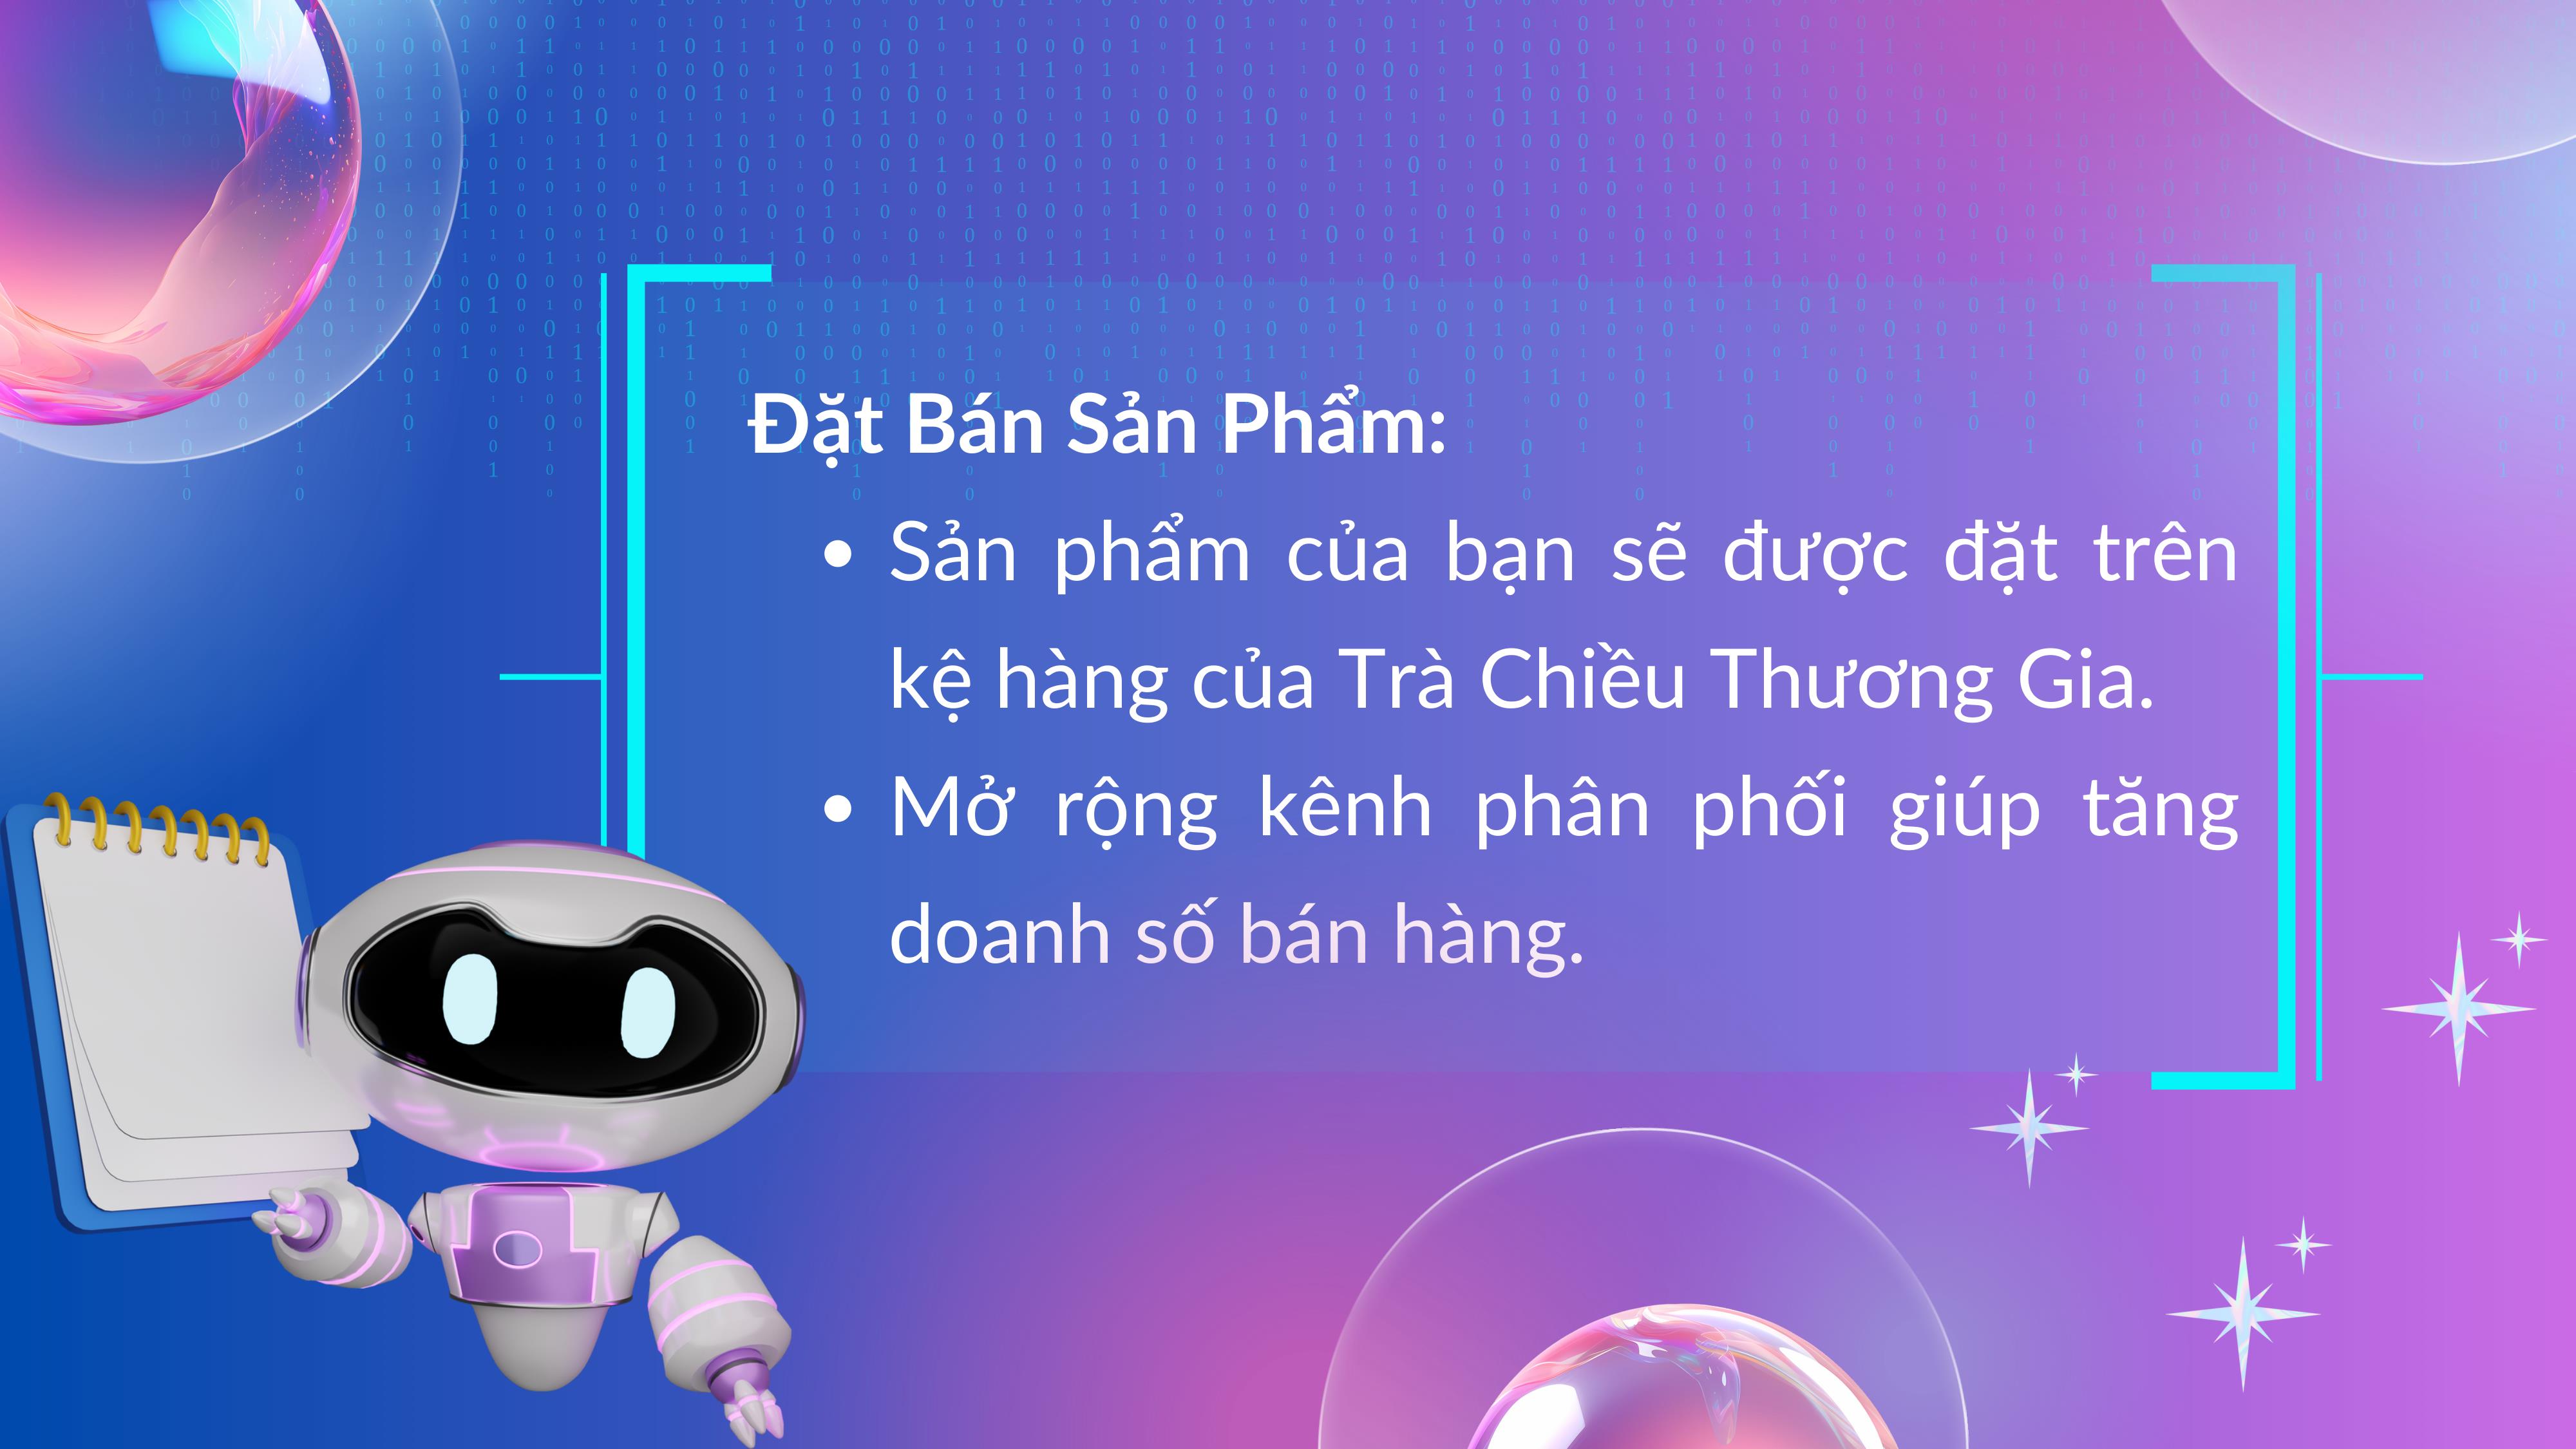 Đặt Bán Sản Phẩm:
• Sản phẩm của bạn sẽ được đặt trên
kệ hàng của Trà Chiều Thương Gia.
• Mở rộng kênh phân phối giúp tăng
doanh số bán hàng.